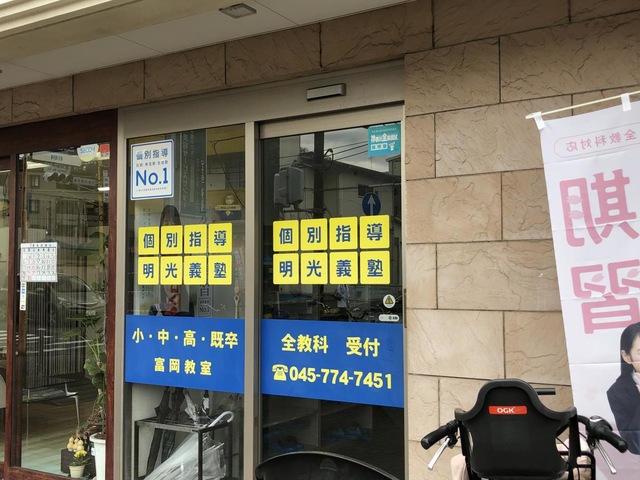 個別指導
No.1
個別指導
明光義塾
小・中・高・既卒
富岡教室
個別指導
明光義塾
全教科 受付
☎045-774-7451
全教科対応
期
習
OGK